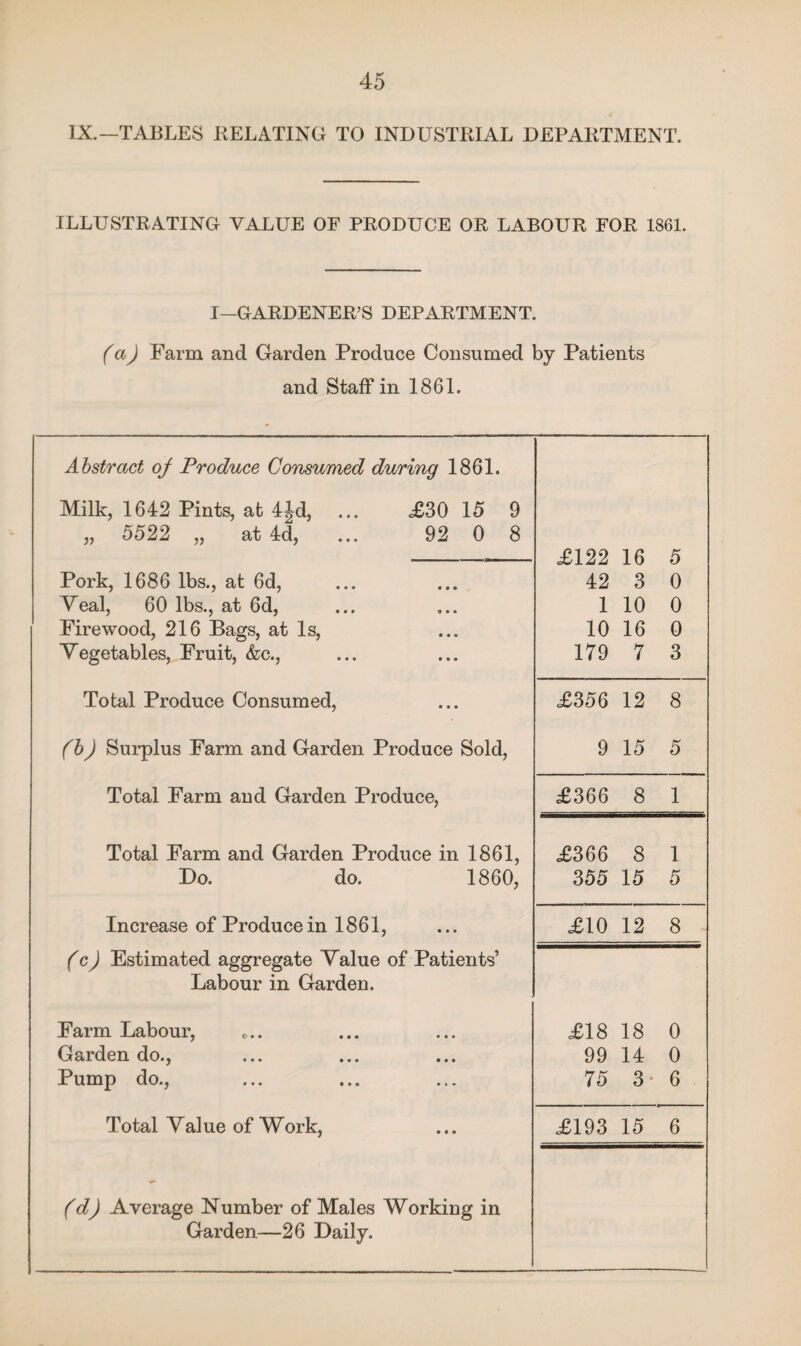 45
IX.—TABLES RELATING TO INDUSTRIAL DEPARTMENT.
ILLUSTRATING VALUE OF PRODUCE OR LABOUR FOR 1861.
I—GARDENER'S DEPARTMENT.
(a) Farm and Garden Produce Consumed by Patients
and Staff in 1861.
Abstract of Produce Consumed during 1861.
Milk, 1642 Pints, at 4½d, ... £30 15 9
„ 5522 „ at 4d, ... 92 0 8
£122 16 5
Pork, 1686 lbs., at 6d, ... ... 42 3 0
Veal, 60 lbs., at 6d, ... ... 1 10 0
Firewood, 216 Bags, at 1s, ... 10 16 0
Vegetables, Fruit, &c., ... ... 179 7 3
Total Produce Consumed, ... £356 12 8
(b) Surplus Farm and Garden Produce Sold, 9 15 5
Total Farm and Garden Produce, £366 8 1
Total Farm and Garden Produce in 1861, £366 8 1
Do. do. 1860, 355 15 5
Increase of Produce in 1861, ... £10 12 8
(c) Estimated aggregate Value of Patients'
Labour in Garden.
Farm Labour, ... ... ... £18 18 0
Garden do., ... ... ... 99 14 0
Pump do., ... ... ... 75 3 6
Total Value of Work, ... £193 15 6
(d) Average Number of Males Working in
Garden—26 Daily.